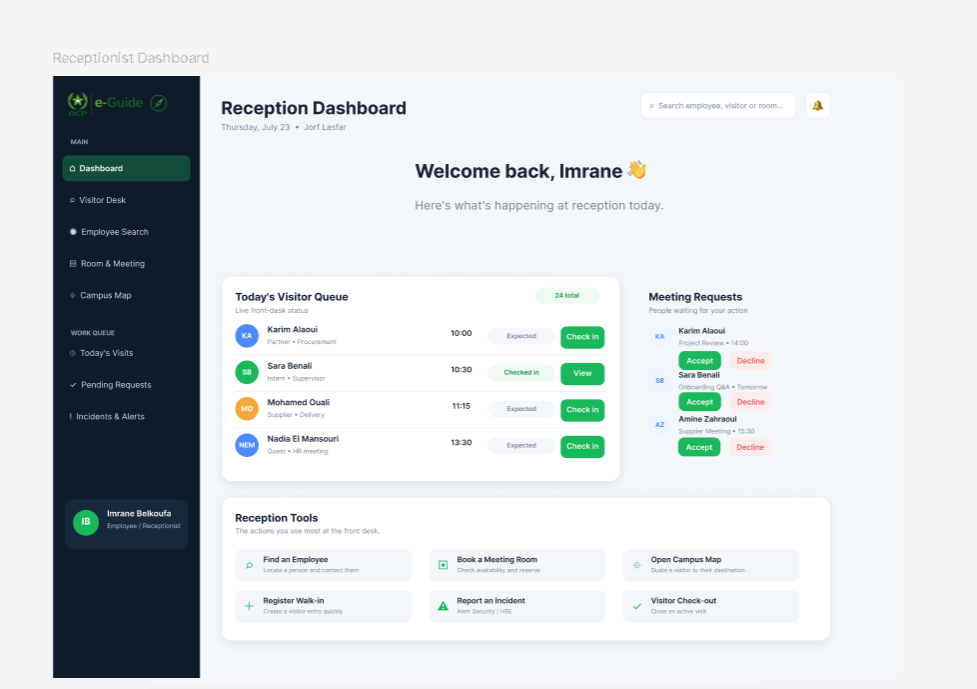 Receptionist Dashboard
OCP
e-Guide
MAIN
Dashboard
Visitor Desk
Employee Search
Room & Meeting
Campus Map
WORK QUEUE
Today's Visits
Pending Requests
! Incidents & Alerts
IB
Imrane Belkoufa
Employee / Receptionist
Reception Dashboard
Thursday, July 23 • Jorf Lasfar
Search employee, visitor or room...
Welcome back, Imrane 👋
Here's what's happening at reception today.
Today's Visitor Queue
24 total
Live front-desk status
KA
Karim Alaoui
Partner • Procurement
10:00
Expected
Check in
SB
Sara Benali
Intern • Supervisor
10:30
Checked in
View
MO
Mohamed Ouali
Supplier • Delivery
11:15
Expected
Check in
NEM
Nadia El Mansouri
Guest • HR meeting
13:30
Expected
Check in
Meeting Requests
People waiting for your action
KA
Karim Alaoui
Project Review • 14:00
Accept
Decline
SB
Sara Benali
Onboarding Q&A • Tomorrow
Accept
Decline
AZ
Amine Zahraoui
Supplier Meeting • 15:30
Accept
Decline
Reception Tools
The actions you use most at the front desk.
Find an Employee
Locate a person and contact them
Book a Meeting Room
Check availability and reserve
Open Campus Map
Guide a visitor to their destination
Register Walk-in
Create a visitor entry quickly
Report an Incident
Alert Security / HSE
Visitor Check-out
Close an active visit